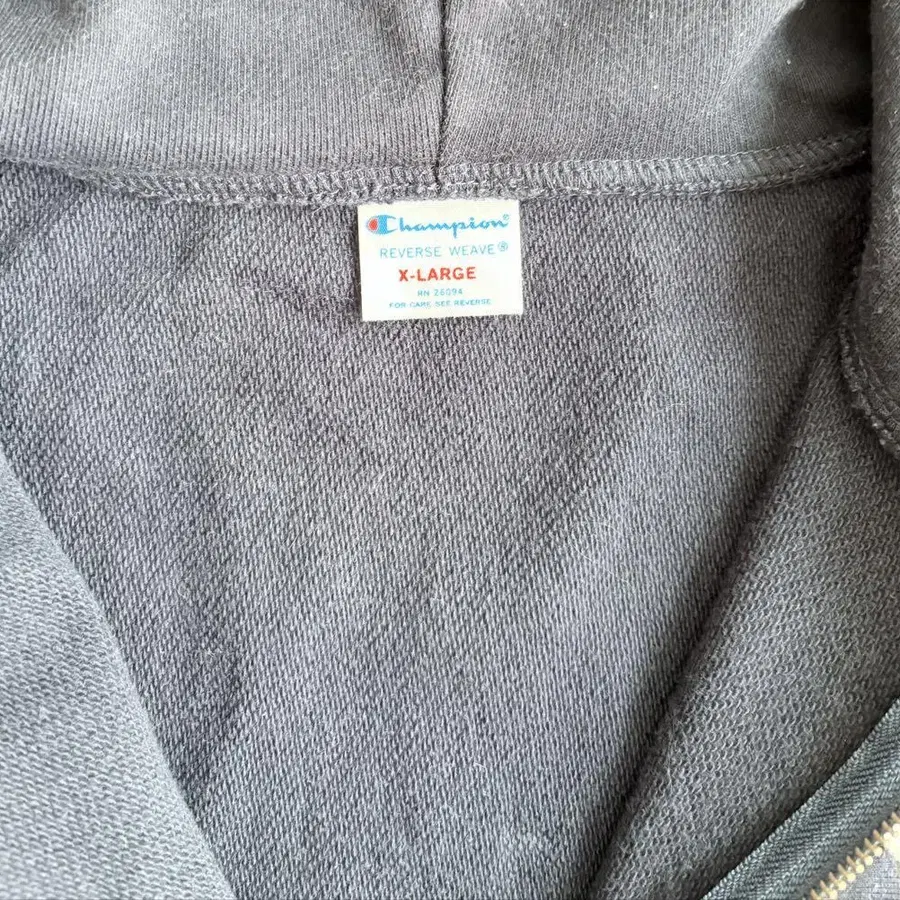 Champion®
REVERSE WEAVE®
X-LARGE
RN 26094
FOR CARE SEE REVERSE